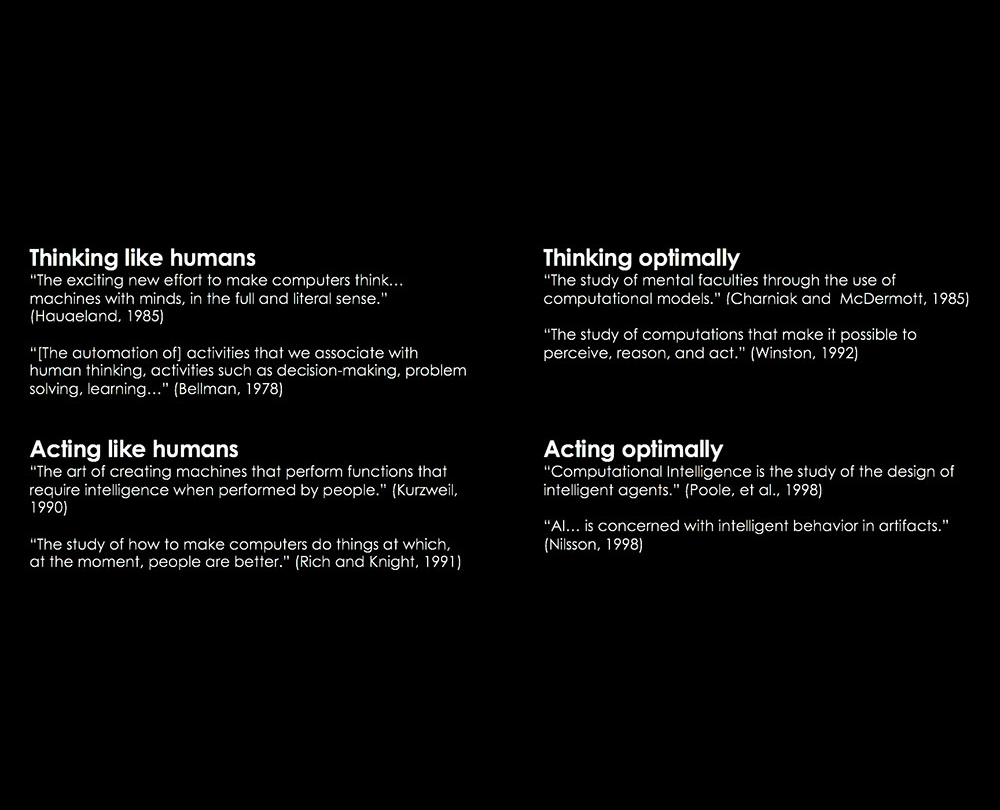 Thinking like humans
“The exciting new effort to make computers think…
machines with minds, in the full and literal sense.”
(Haugeland, 1985)
“[The automation of] activities that we associate with
human thinking, activities such as decision-making, problem
solving, learning…” (Bellman, 1978)
Thinking optimally
“The study of mental faculties through the use of
computational models.” (Charniak and McDermott, 1985)
“The study of computations that make it possible to
perceive, reason, and act.” (Winston, 1992)
Acting like humans
“The art of creating machines that perform functions that
require intelligence when performed by people.” (Kurzweil,
1990)
“The study of how to make computers do things at which,
at the moment, people are better.” (Rich and Knight, 1991)
Acting optimally
“Computational Intelligence is the study of the design of
intelligent agents.” (Poole, et al., 1998)
“AI… is concerned with intelligent behavior in artifacts.”
(Nilsson, 1998)